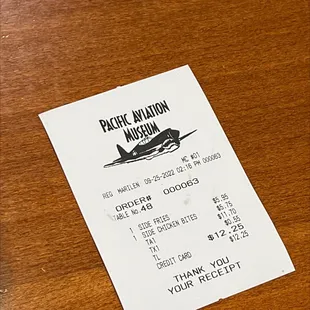 PACIFIC AVIATION
MUSEUM
MC #01
REG MARILEN 09-25-2022 02:18 PM 000063
ORDER# 000063
TABLE No. 48
1 SIDE FRIES $5.95
1 SIDE CHICKEN BITES $5.75
TA1 $11.70
TX1 $0.55
TL $12.25
CREDIT CARD $12.25
THANK YOU
YOUR RECEIPT